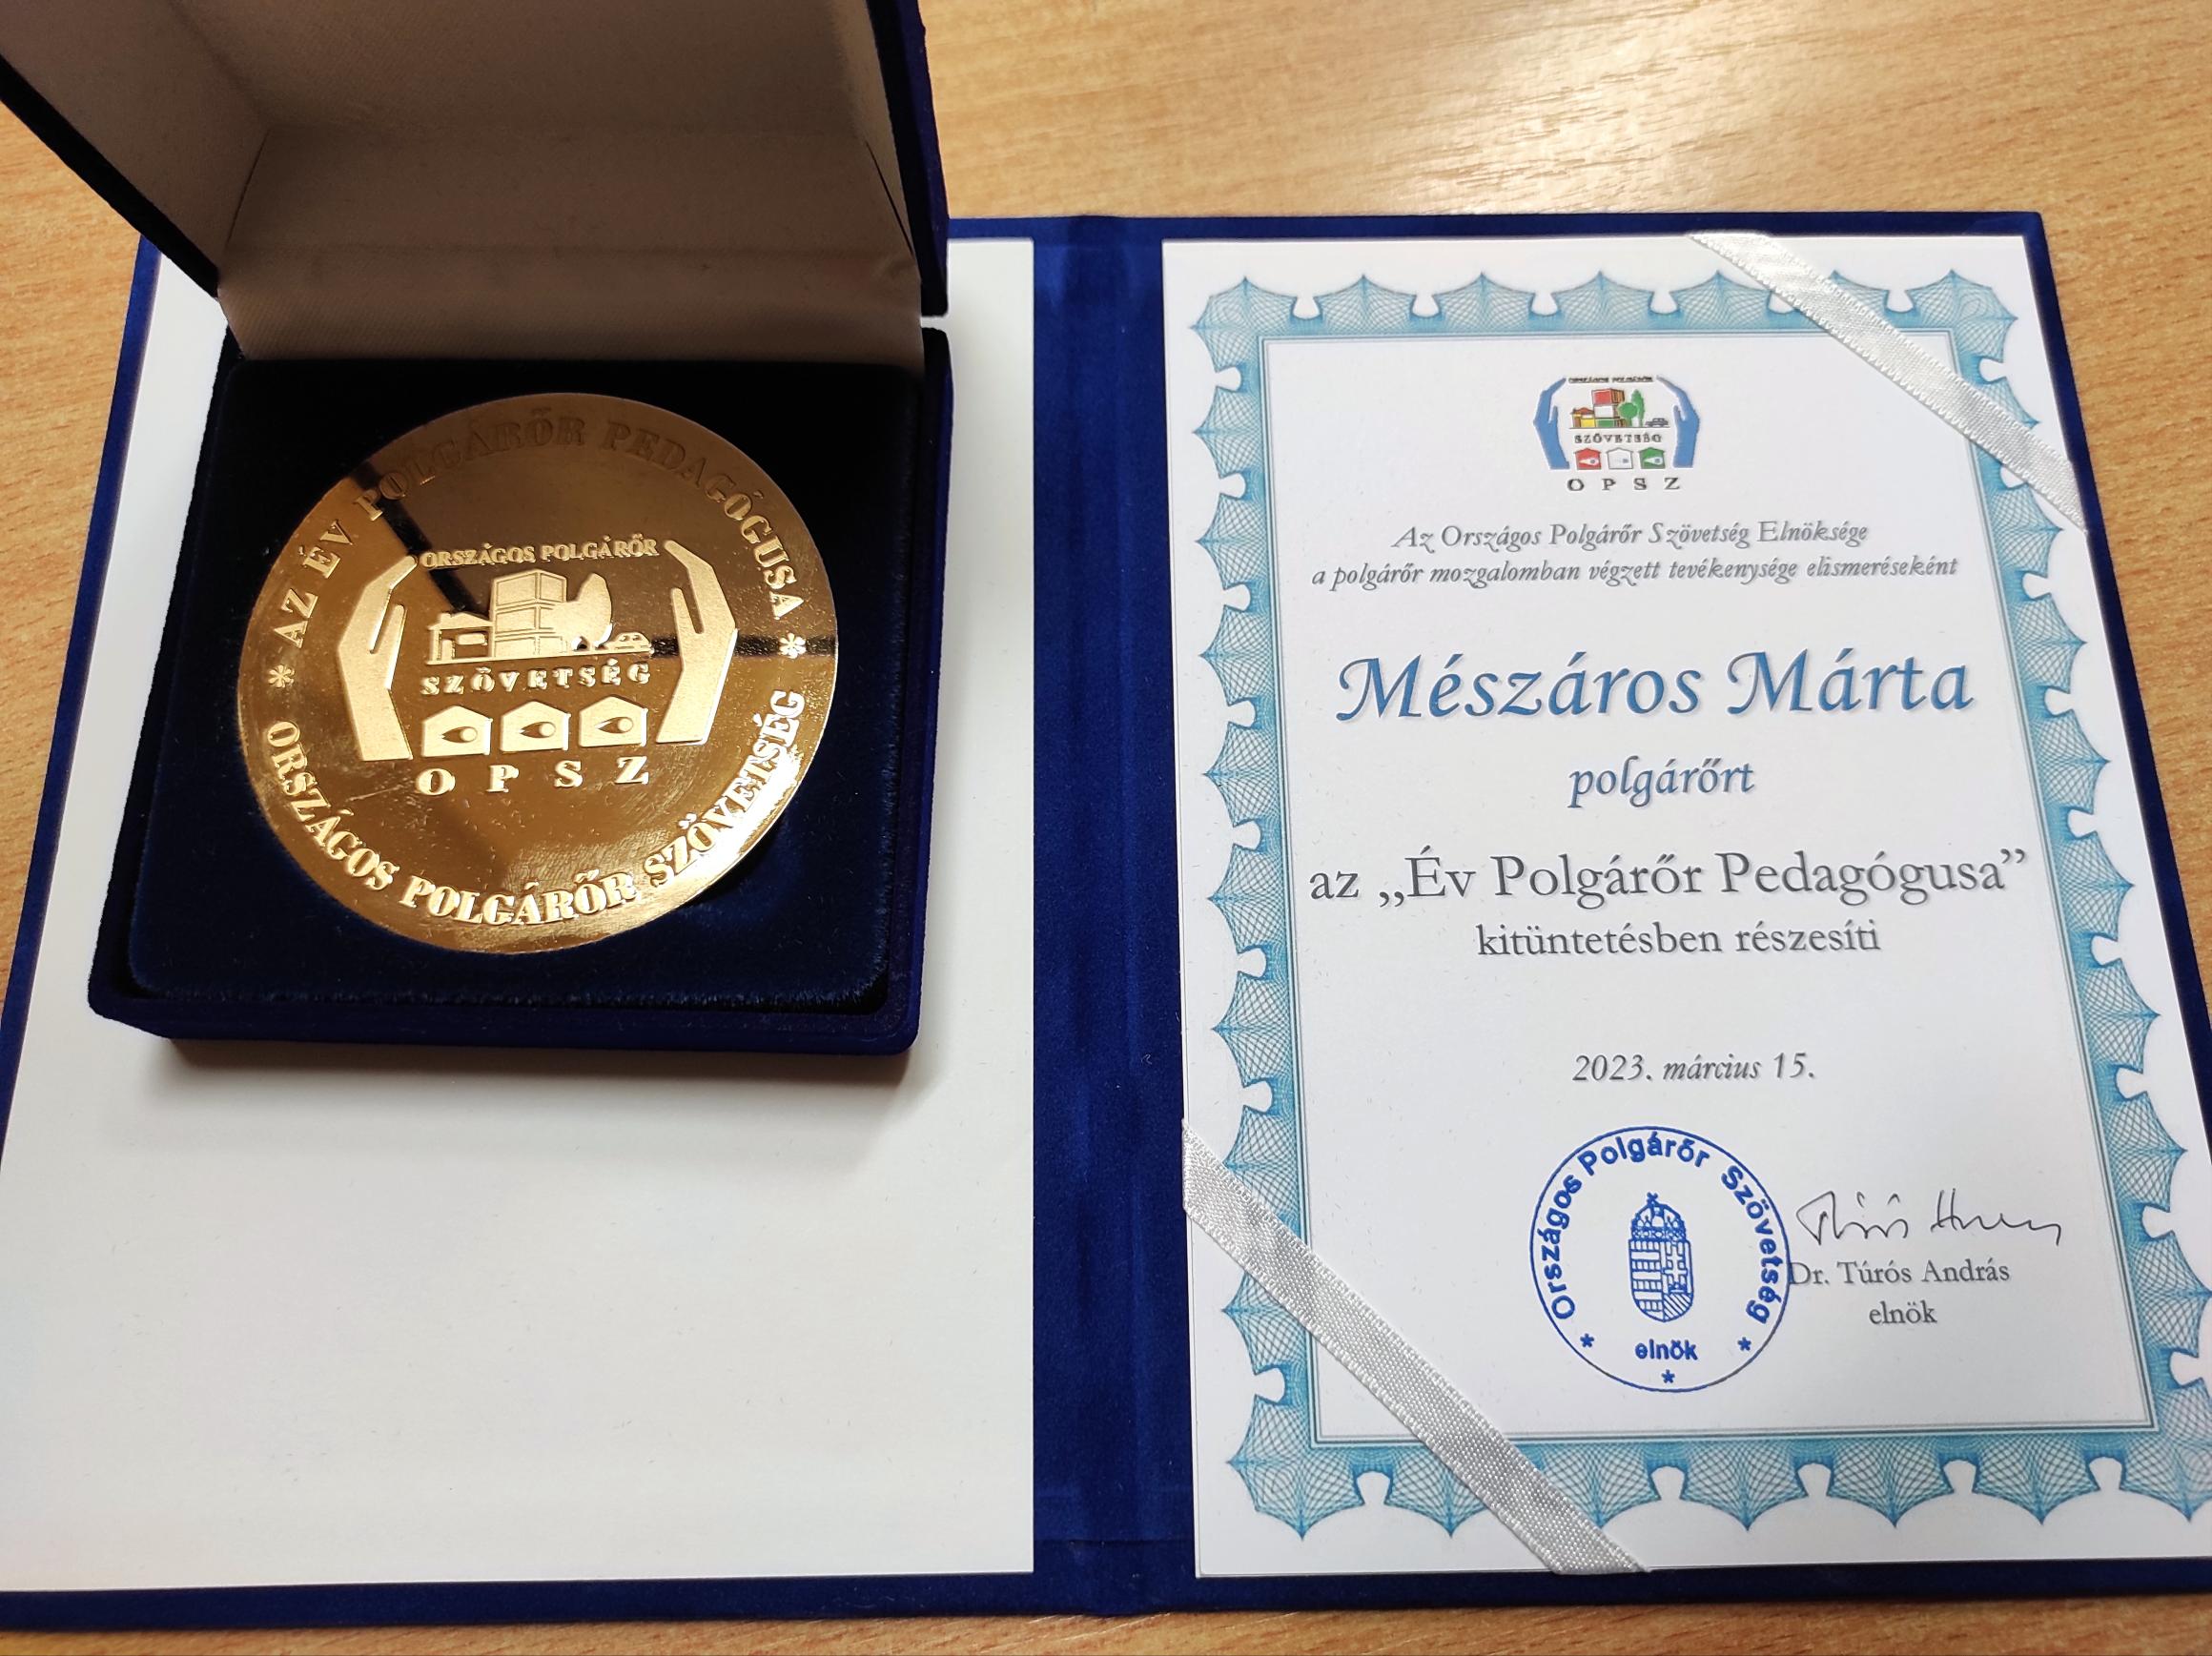 * AZ ÉV POLGÁRŐR PEDAGÓGUSA *
ORSZÁGOS POLGÁRŐR
SZÖVETSÉG
O P S Z
ORSZÁGOS POLGÁRŐR SZÖVETSÉG
ORSZÁGOS POLGÁRŐR
SZÖVETSÉG
O P S Z
Az Országos Polgárőr Szövetség Elnöksége
a polgárőr mozgalomban végzett tevékenysége elismeréseként
Mészáros Márta
polgárőrt
az „Év Polgárőr Pedagógusa”
kitüntetésben részesíti
2023. március 15.
* Országos Polgárőr Szövetség *
elnök
*
Dr. Túrós András
elnök